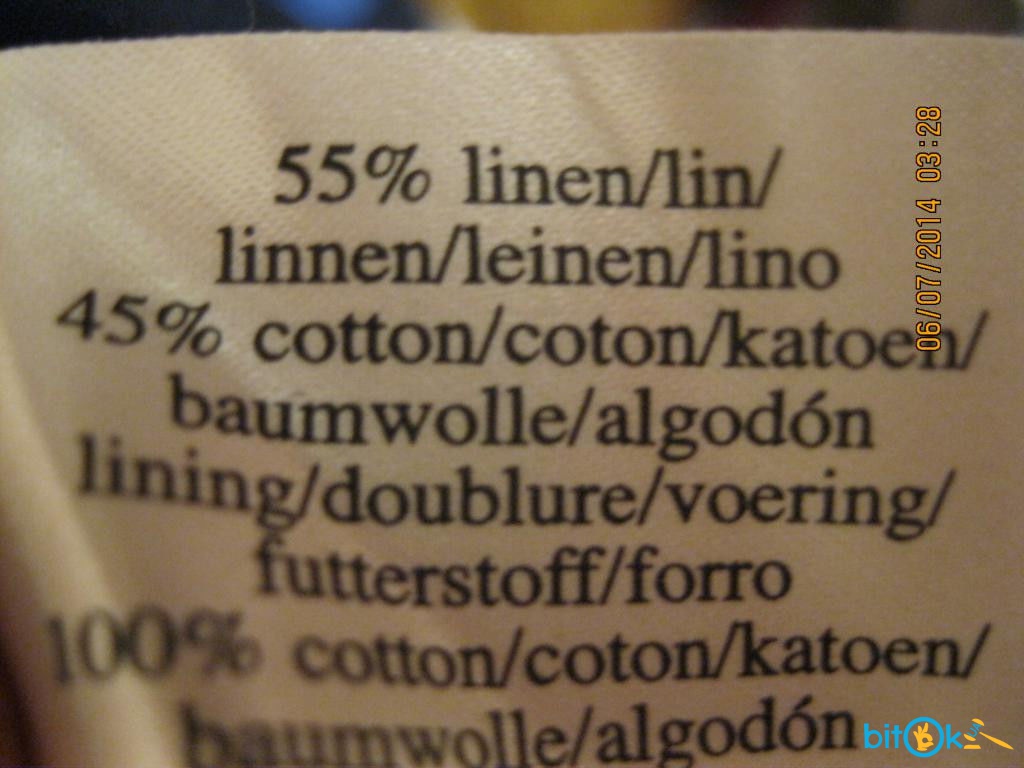 55% linen/lin/
linnen/leinen/lino
45% cotton/coton/katoen/
baumwolle/algodón
lining/doublure/voering/
futterstoff/forro
100% cotton/coton/katoen/
baumwolle/algodón
06/07/2014 03:28
bitOk